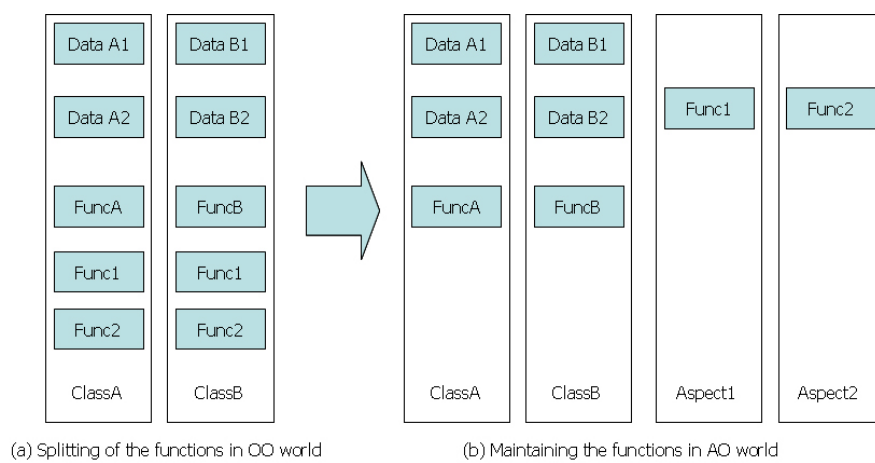 Data A1
Data A2
FuncA
Func1
Func2
ClassA
Data B1
Data B2
FuncB
Func1
Func2
ClassB
(a) Splitting of the functions in OO world
Data A1
Data A2
FuncA
ClassA
Data B1
Data B2
FuncB
ClassB
Func1
Aspect1
Func2
Aspect2
(b) Maintaining the functions in AO world